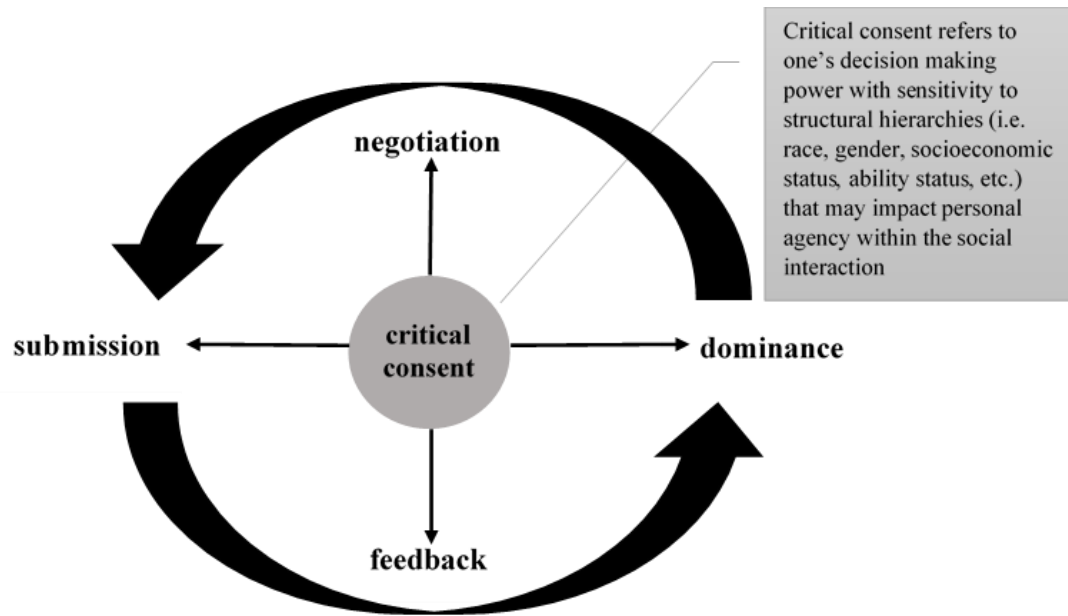 Critical consent refers to
one's decision making
power with sensitivity to
structural hierarchies (i.e.
race, gender, socioeconomic
status, ability status, etc.)
that may impact personal
agency within the social
interaction
negotiation
submission
critical
consent
dominance
feedback